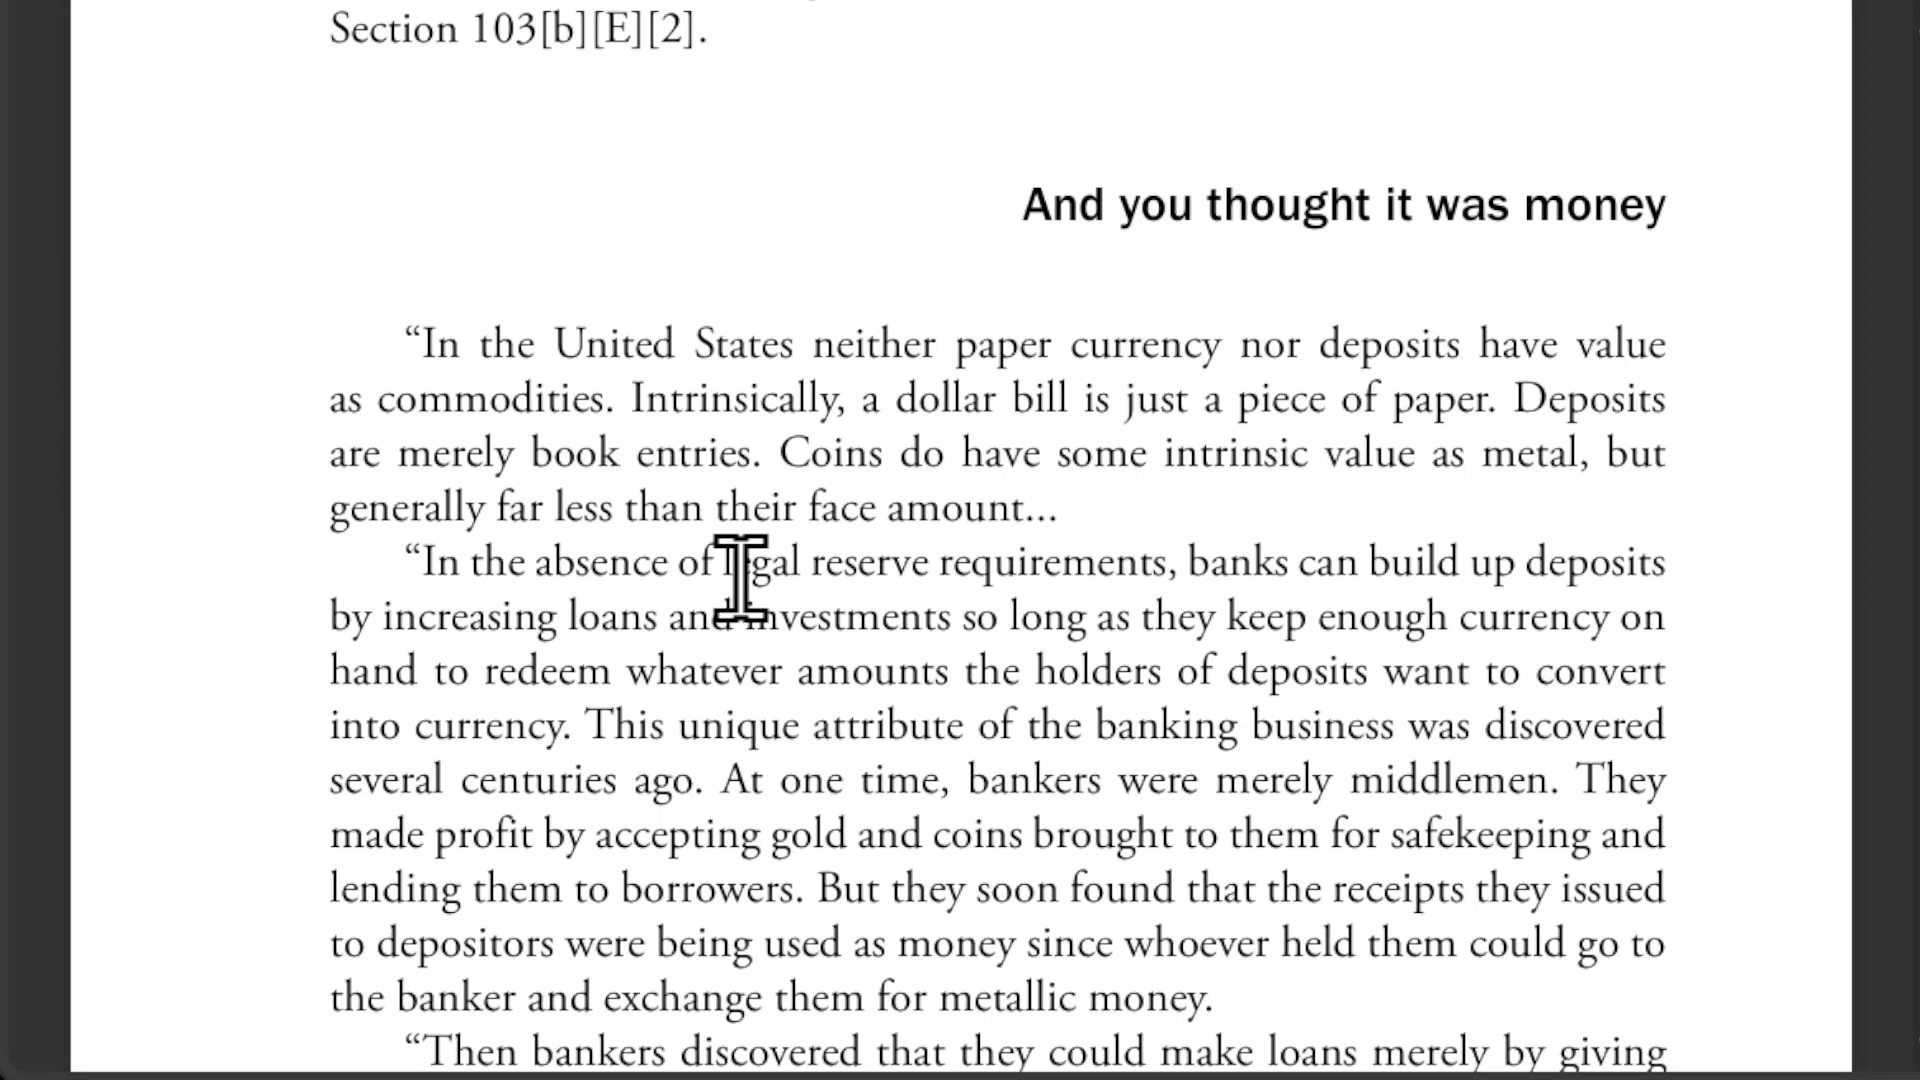 Section 103[b][E][2].
And you thought it was money
“In the United States neither paper currency nor deposits have value
as commodities. Intrinsically, a dollar bill is just a piece of paper. Deposits
are merely book entries. Coins do have some intrinsic value as metal, but
generally far less than their face amount...
“In the absence of legal reserve requirements, banks can build up deposits
by increasing loans and investments so long as they keep enough currency on
hand to redeem whatever amounts the holders of deposits want to convert
into currency. This unique attribute of the banking business was discovered
several centuries ago. At one time, bankers were merely middlemen. They
made profit by accepting gold and coins brought to them for safekeeping and
lending them to borrowers. But they soon found that the receipts they issued
to depositors were being used as money since whoever held them could go to
the banker and exchange them for metallic money.
“Then bankers discovered that they could make loans merely by giving